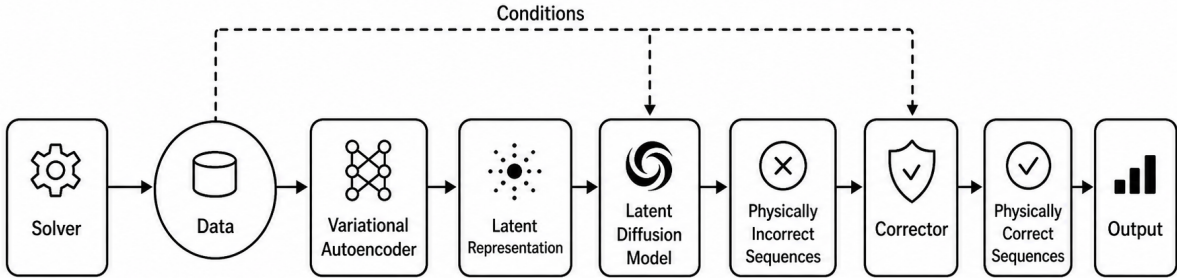 Conditions
Solver
Data
Variational
Autoencoder
Latent
Representation
Latent
Diffusion
Model
Physically
Incorrect
Sequences
Corrector
Physically
Correct
Sequences
Output